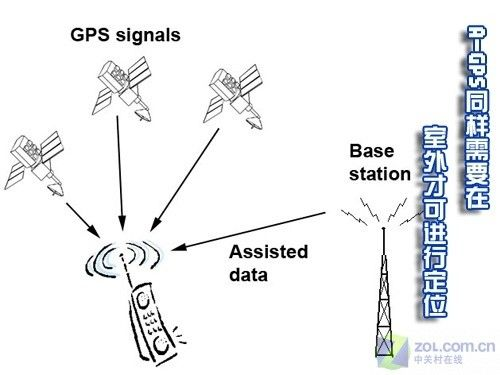 GPS signals
A-GPS同样需要在
室外才可进行定位
Base
station
Assisted
data
ZOL.COM.CN
中关村在线